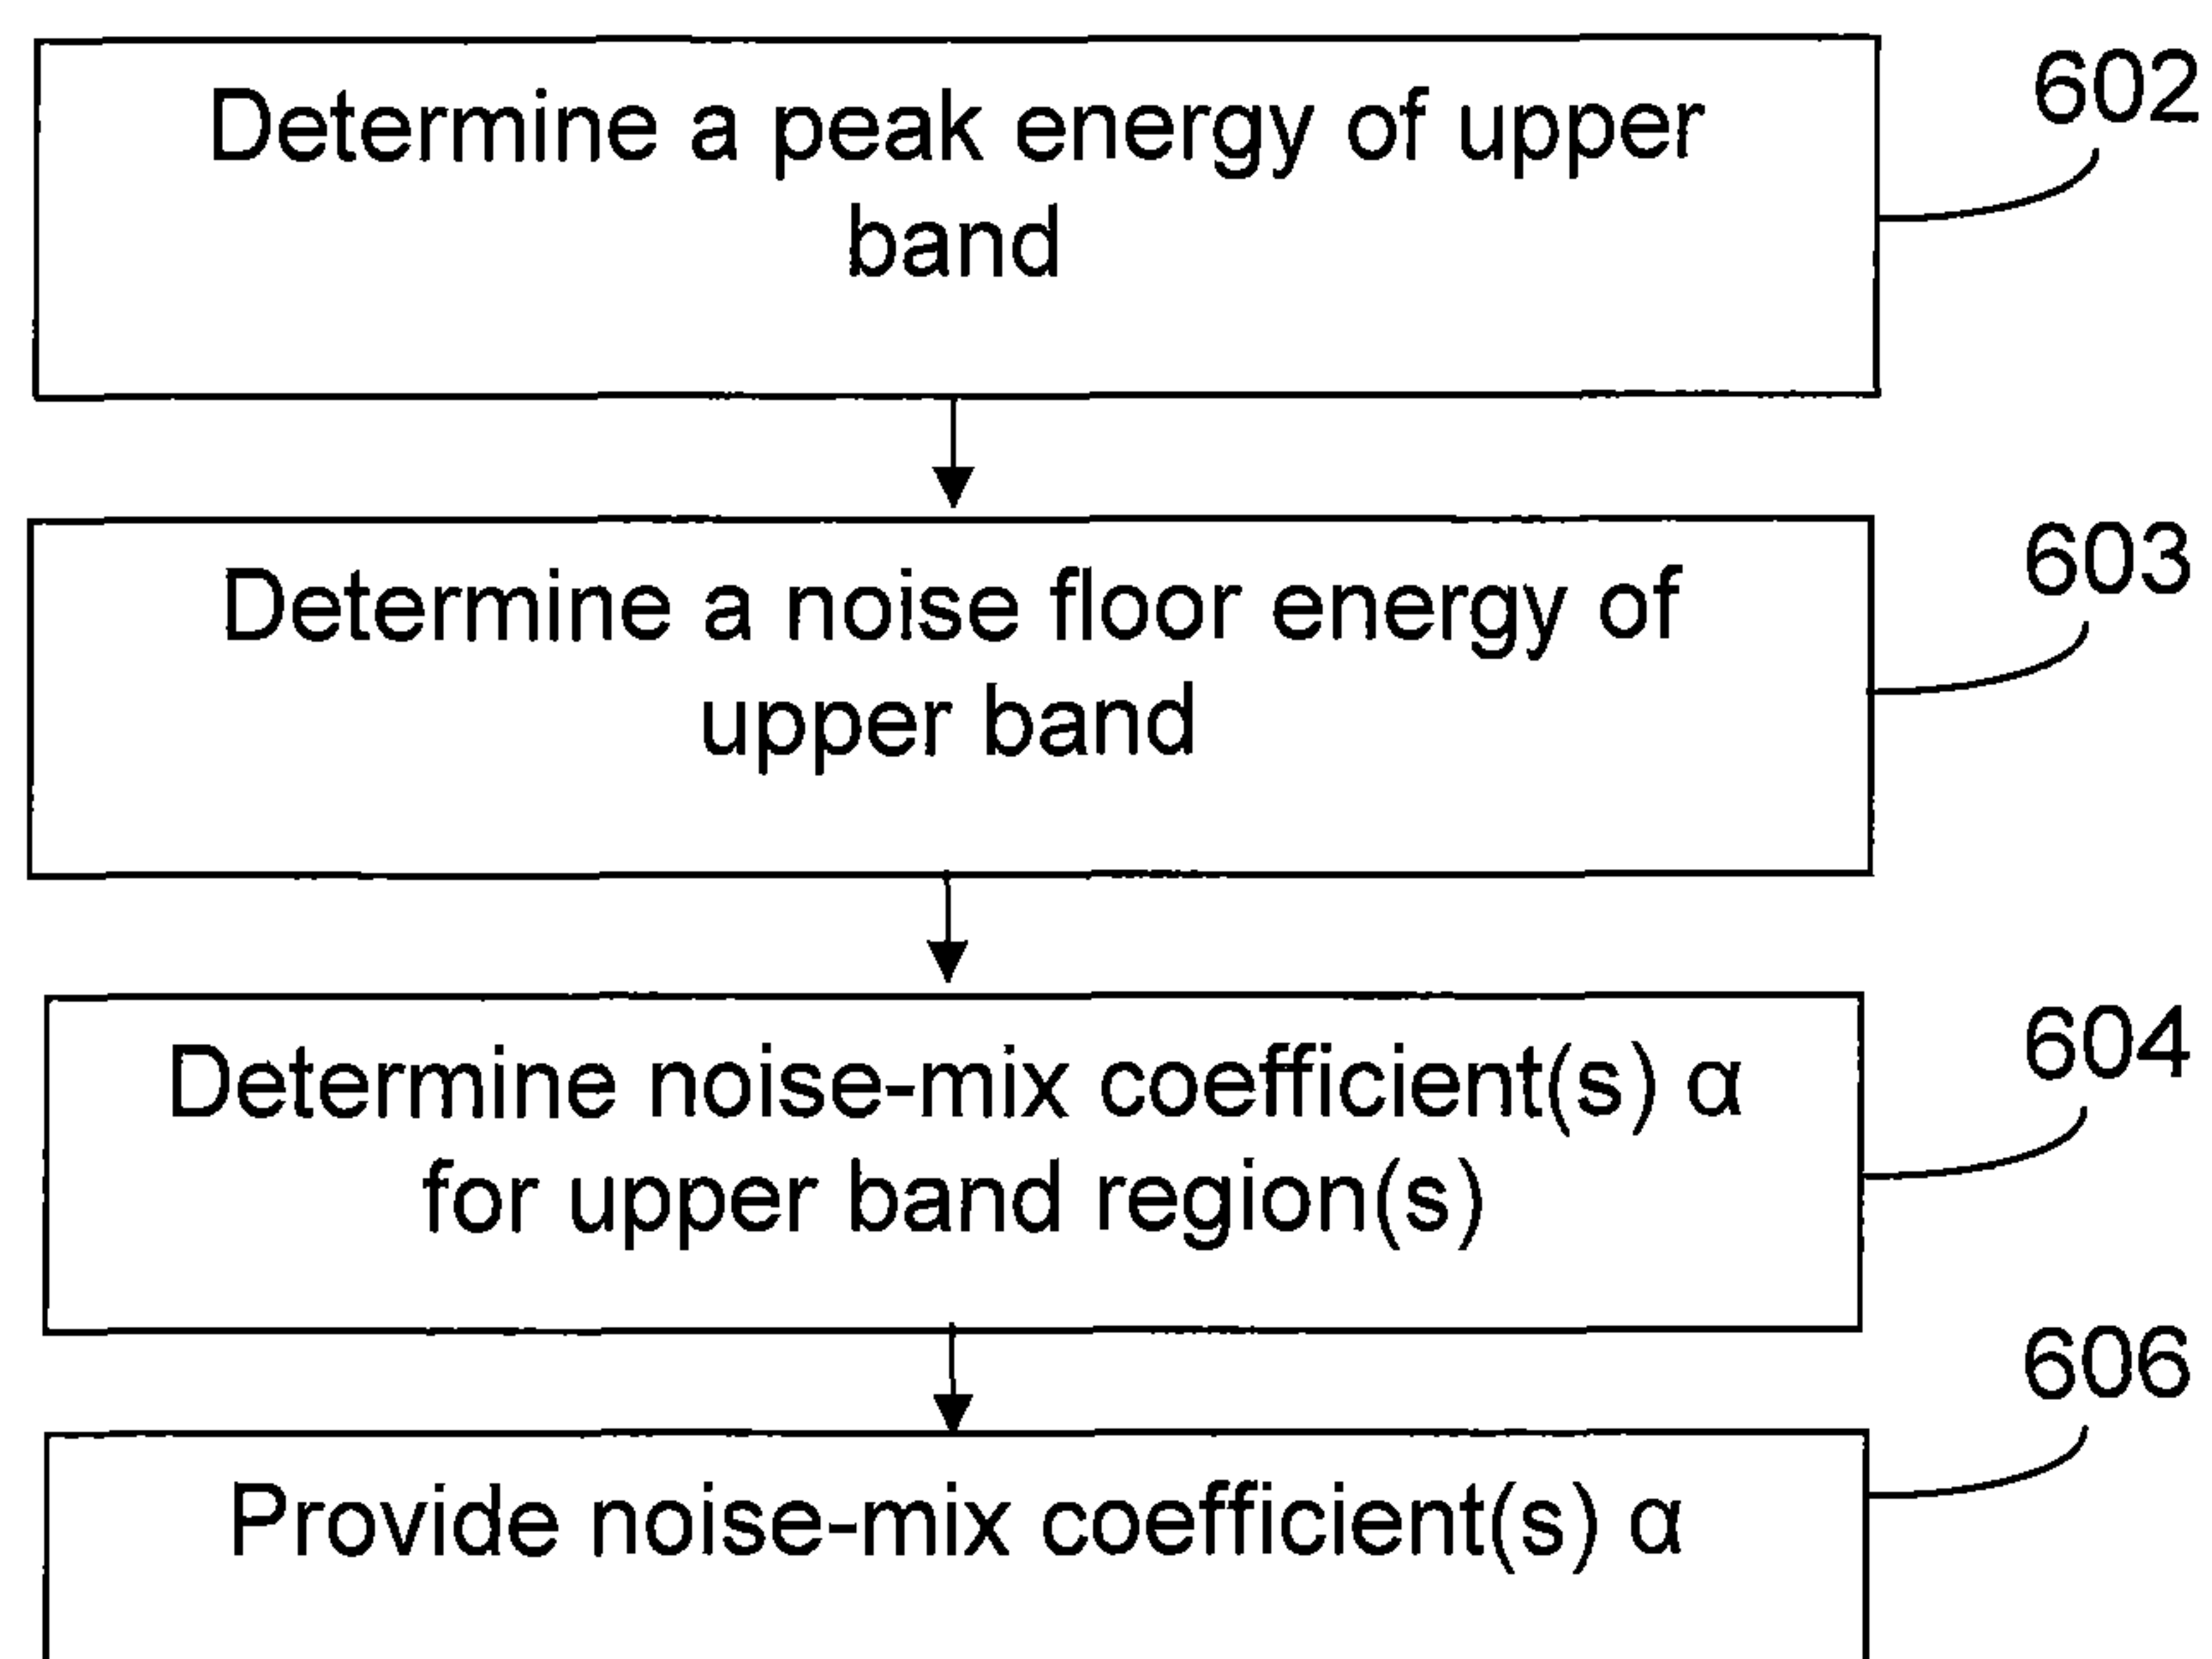 Determine a peak energy of upper
band
602
Determine a noise floor energy of
upper band
603
Determine noise-mix coefficient(s) α
for upper band region(s)
604
Provide noise-mix coefficient(s) α
606